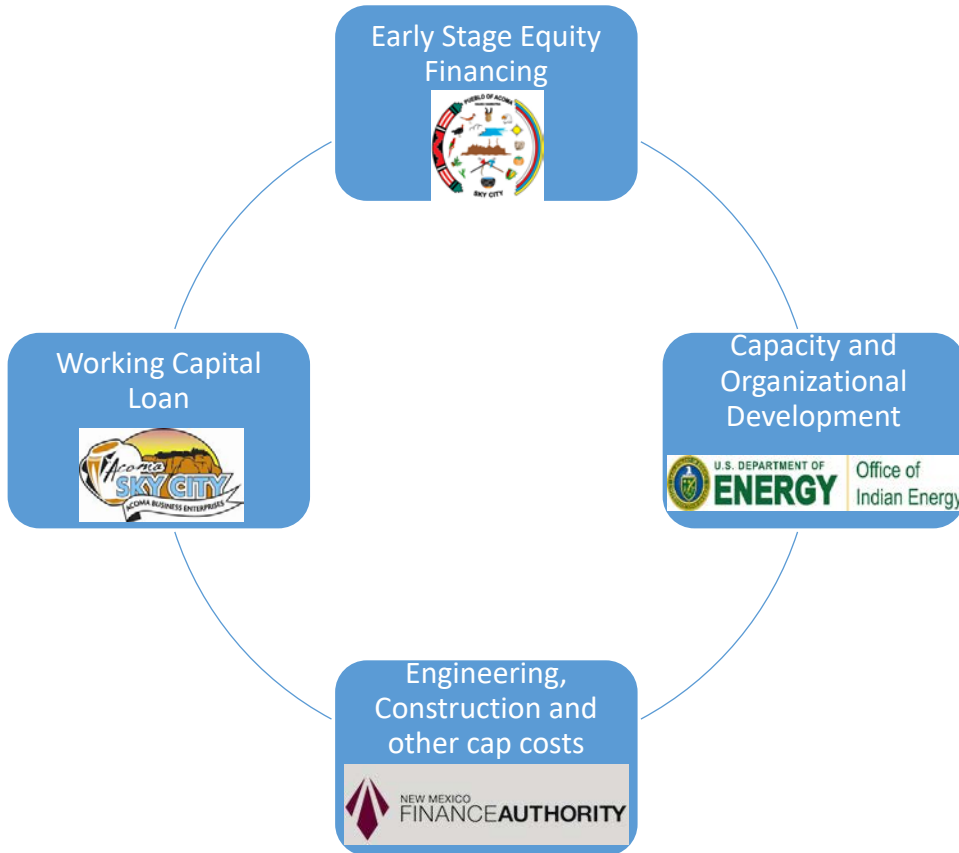 Early Stage Equity
Financing
PUEBLO OF ACOMA
SKY CITY
Working Capital
Loan
Acoma
SKY CITY
ACOMA BUSINESS ENTERPRISES
Capacity and
Organizational
Development
U.S. DEPARTMENT OF
ENERGY
Office of
Indian Energy
Engineering,
Construction and
other cap costs
NEW MEXICO
FINANCEAUTHORITY